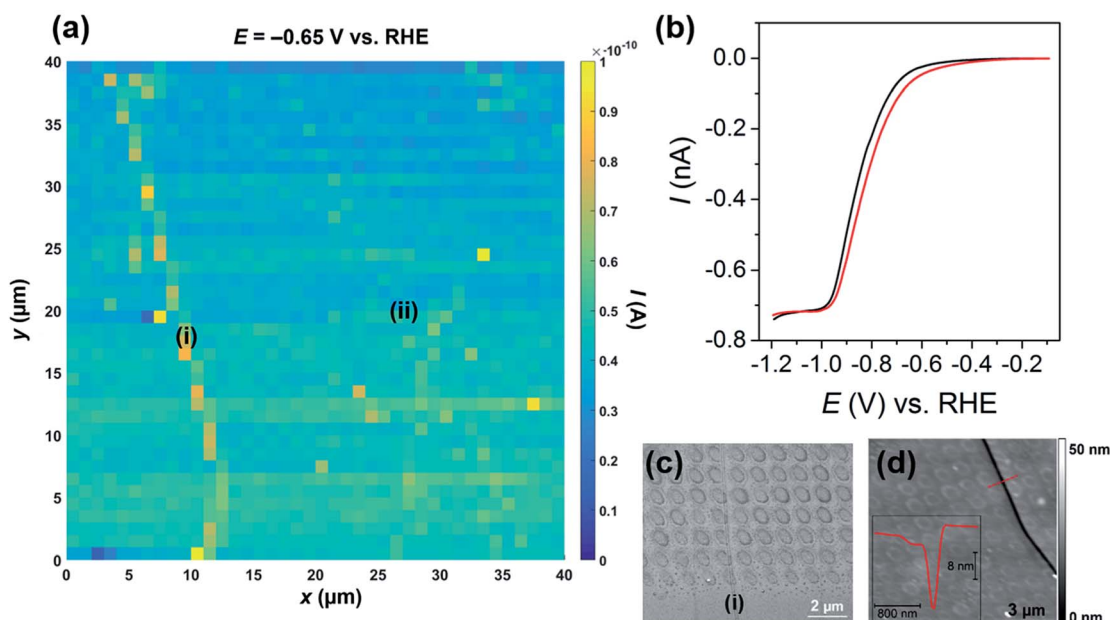 (a)
E = –0.65 V vs. RHE
× ·10⁻¹⁰
40
35
30
25
20
15
10
5
0
y (µm)
0 5 10 15 20 25 30 35 40
x (µm)
(i)
(ii)
1
0.9
0.8
0.7
0.6
0.5
0.4
0.3
0.2
0.1
0
I (A)
(b)
0.0
-0.2
-0.4
-0.6
-0.8
I (nA)
-1.2 -1.0 -0.8 -0.6 -0.4 -0.2
E (V) vs. RHE
(c)
(i)
2 µm
(d)
50 nm
8 nm
800 nm
3 µm
0 nm